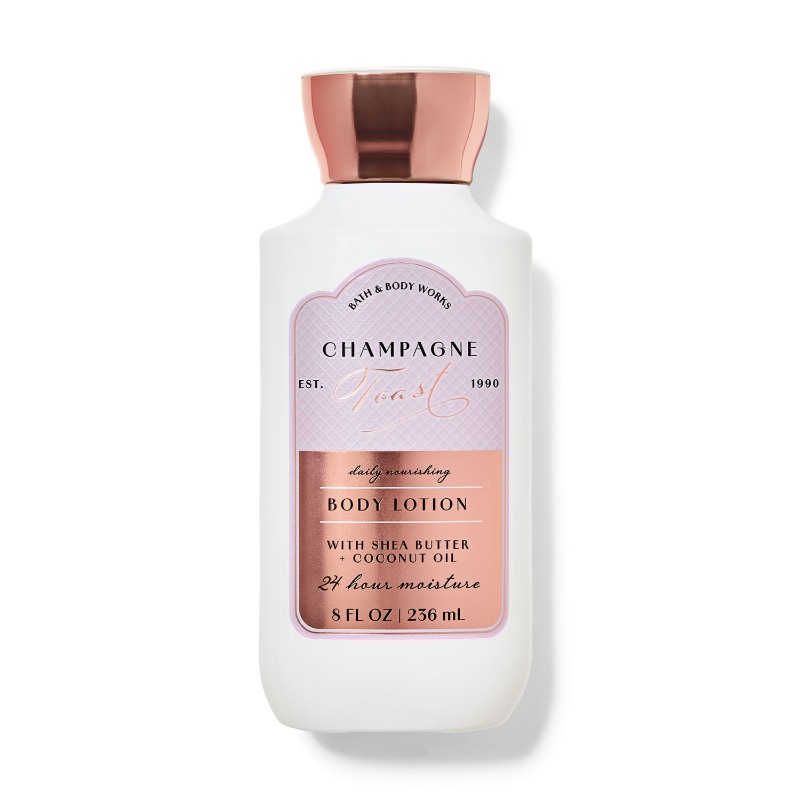 BATH & BODY WORKS
CHAMPAGNE
Toast
EST. 1990
daily nourishing
BODY LOTION
WITH SHEA BUTTER
+ COCONUT OIL
24 hour moisture
8 FL OZ | 236 mL